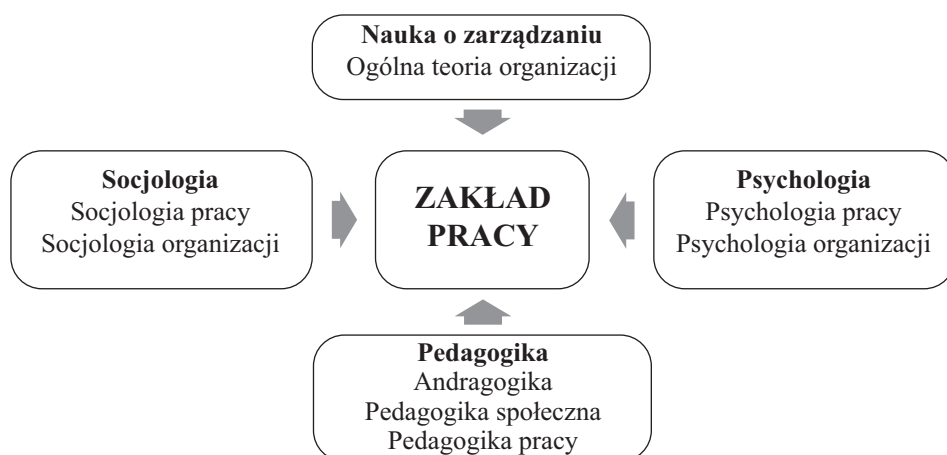 Nauka o zarządzaniu
Ogólna teoria organizacji
Socjologia
Socjologia pracy
Socjologia organizacji
ZAKŁAD
PRACY
Psychologia
Psychologia pracy
Psychologia organizacji
Pedagogika
Andragogika
Pedagogika społeczna
Pedagogika pracy